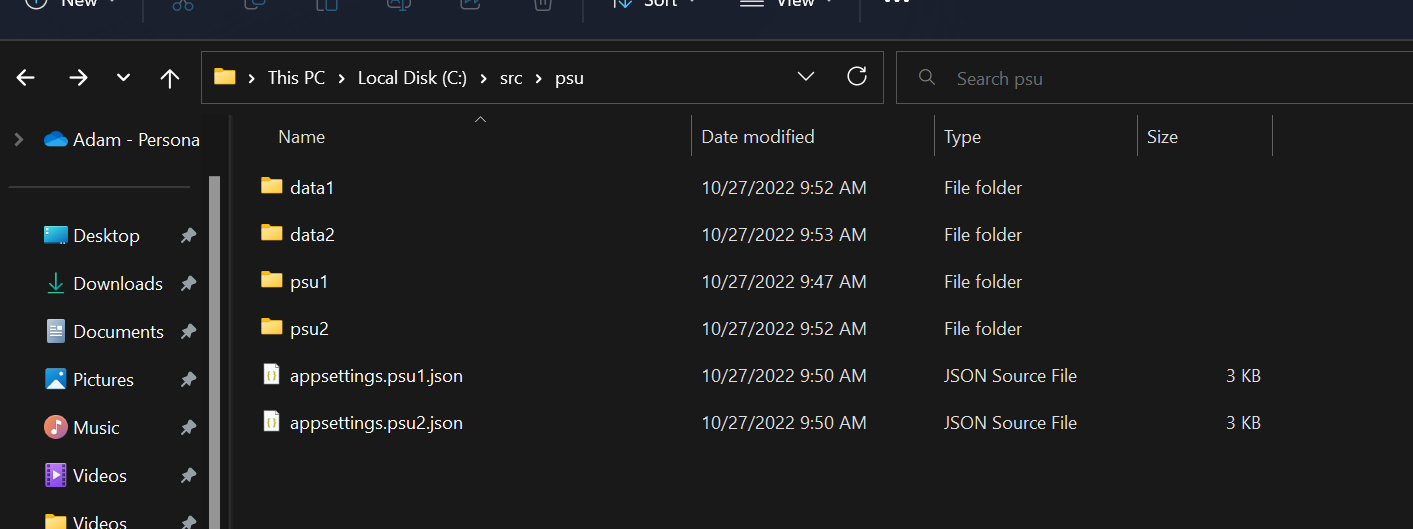 New
Sort
View
This PC > Local Disk (C:) > src > psu
Search psu
Adam - Persona
Desktop
Downloads
Documents
Pictures
Music
Videos
Videos
Name Date modified Type Size
data1 10/27/2022 9:52 AM File folder
data2 10/27/2022 9:53 AM File folder
psu1 10/27/2022 9:47 AM File folder
psu2 10/27/2022 9:52 AM File folder
appsettings.psu1.json 10/27/2022 9:50 AM JSON Source File 3 KB
appsettings.psu2.json 10/27/2022 9:50 AM JSON Source File 3 KB